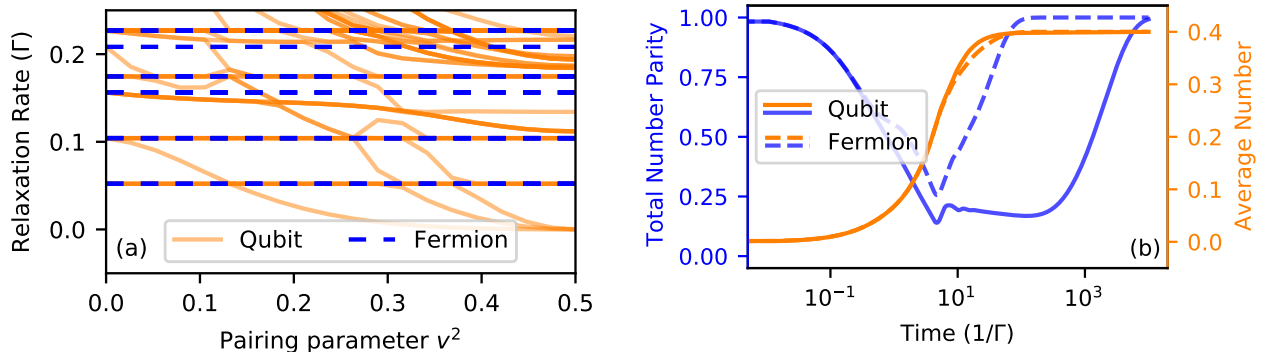 Relaxation Rate (Γ)
0.2
0.1
0.0
(a)
Qubit
Fermion
0.0 0.1 0.2 0.3 0.4 0.5
Pairing parameter v²
Total Number Parity
1.00
0.75
0.50
0.25
0.00
Qubit
Fermion
(b)
0.4
0.3
0.2
0.1
0.0
Average Number
10⁻¹ 10¹ 10³
Time (1/Γ)